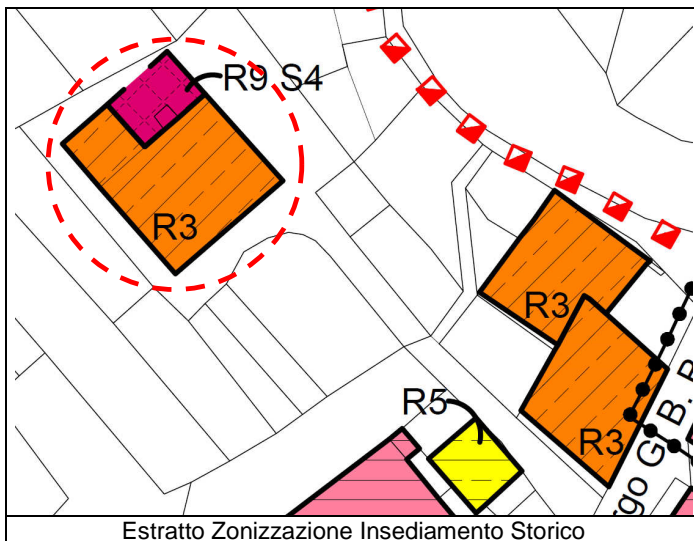 R9 S4
R3
R3
R5
R3
G. B.
Estratto Zonizzazione Insediamento Storico